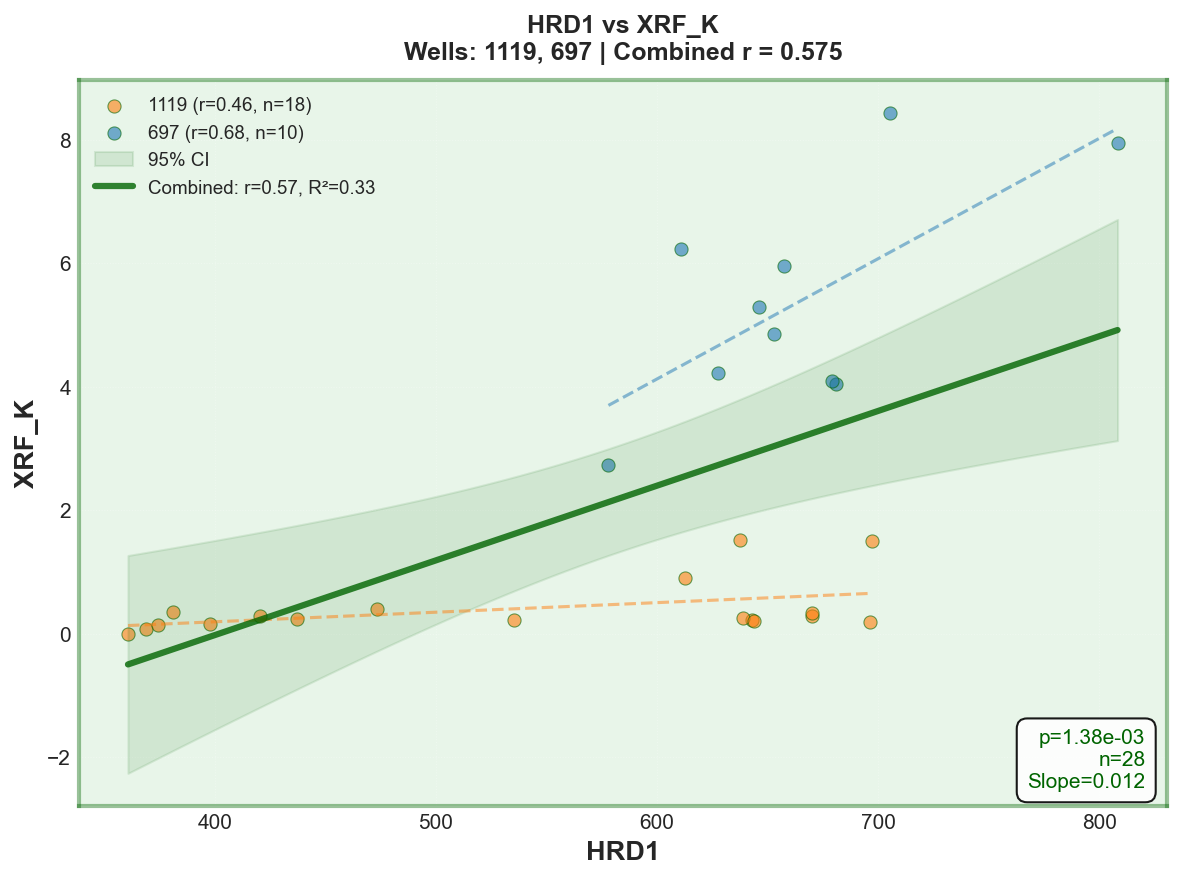 HRD1 vs XRF_K
Wells: 1119, 697 | Combined r = 0.575
1119 (r=0.46, n=18)
697 (r=0.68, n=10)
95% CI
Combined: r=0.57, R²=0.33
8
6
4
2
0
−2
XRF_K
p=1.38e-03
n=28
Slope=0.012
400
500
600
700
800
HRD1